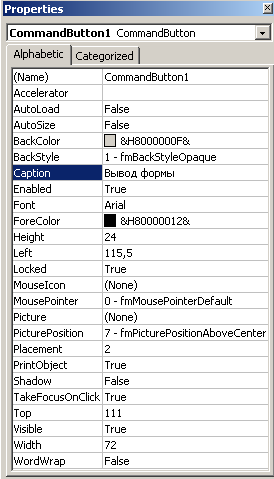 Properties
CommandButton1 CommandButton
Alphabetic Categorized
(Name) CommandButton1
Accelerator
AutoLoad False
AutoSize False
BackColor &H8000000F&
BackStyle 1 - fmBackStyleOpaque
Caption Вывод формы
Enabled True
Font Arial
ForeColor &H80000012&
Height 24
Left 115,5
Locked True
MouseIcon (None)
MousePointer 0 - fmMousePointerDefault
Picture (None)
PicturePosition 7 - fmPicturePositionAboveCenter
Placement 2
PrintObject True
Shadow False
TakeFocusOnClick True
Top 111
Visible True
Width 72
WordWrap False